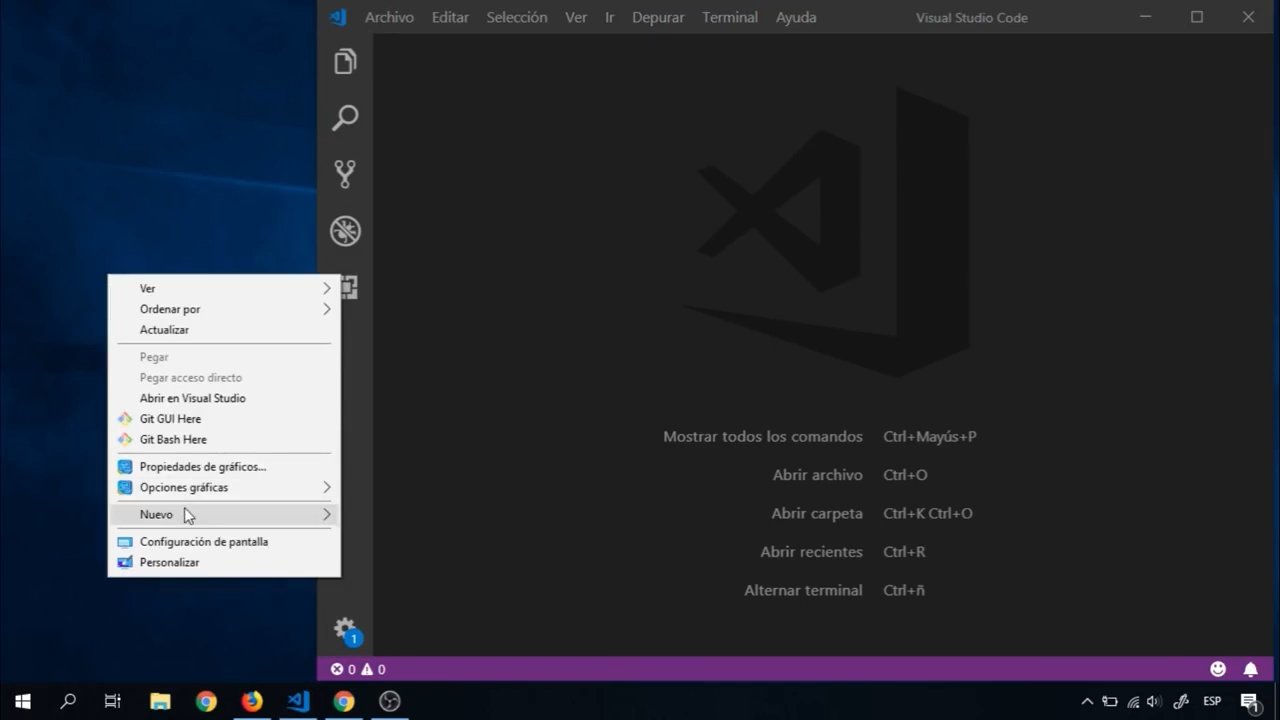 Archivo Editar Selección Ver Ir Depurar Terminal Ayuda Visual Studio Code
Ver
Ordenar por
Actualizar
Pegar
Pegar acceso directo
Abrir en Visual Studio
Git GUI Here
Git Bash Here
Propiedades de gráficos...
Opciones gráficas
Nuevo
Configuración de pantalla
Personalizar
Mostrar todos los comandos Ctrl+Mayús+P
Abrir archivo Ctrl+O
Abrir carpeta Ctrl+K Ctrl+O
Abrir recientes Ctrl+R
Alternar terminal Ctrl+ñ
1
0 0
ESP
1